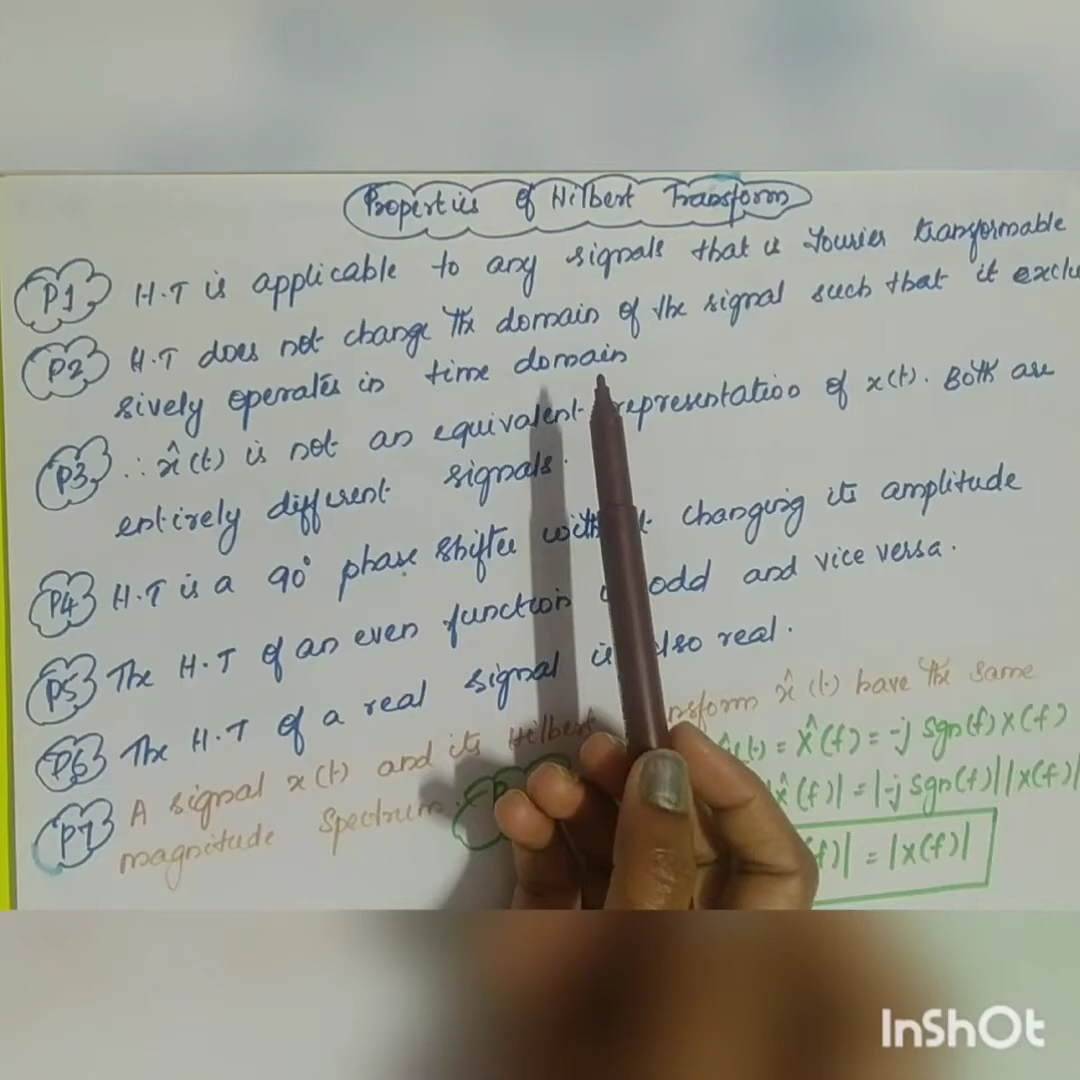 Properties of Hilbert Transform
P1 H.T is applicable to any signals that is Fourier transformable
P2 H.T does not change the domain of the signal such that it exclu
sively operates in time domain
P3 ∴ x̂(t) is not an equivalent representation of x(t). Both are
entirely different signals.
P4 H.T is a 90° phase shifter changing its amplitude
P5 The H.T of an even function odd and vice versa.
P6 The H.T of a real signal is also real.
P7 A signal x(t) and its Hilbert x̂(t) have the same
magnitude spectrum.
= X̂(f) = -j sgn(f) X(f)
= |-j sgn(f)| |X(f)|
= |X(f)|
InShOt